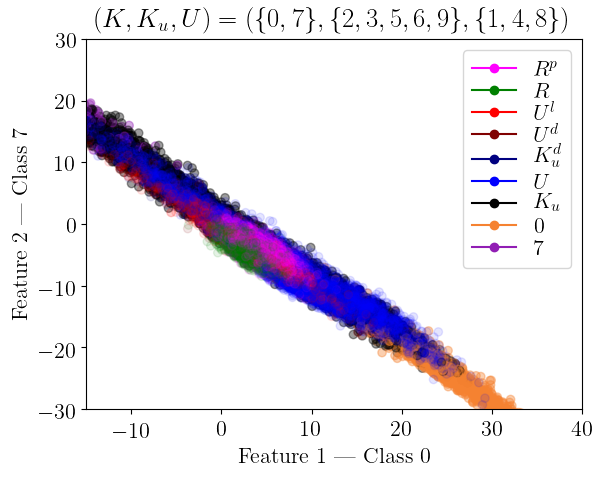 (K, K_u, U) = ({0, 7}, {2, 3, 5, 6, 9}, {1, 4, 8})
30
20
10
0
−10
−20
−30
Feature 2 — Class 7
R^p
R
U^l
U^d
K_u^d
U
K_u
0
7
−10
0
10
20
30
40
Feature 1 — Class 0